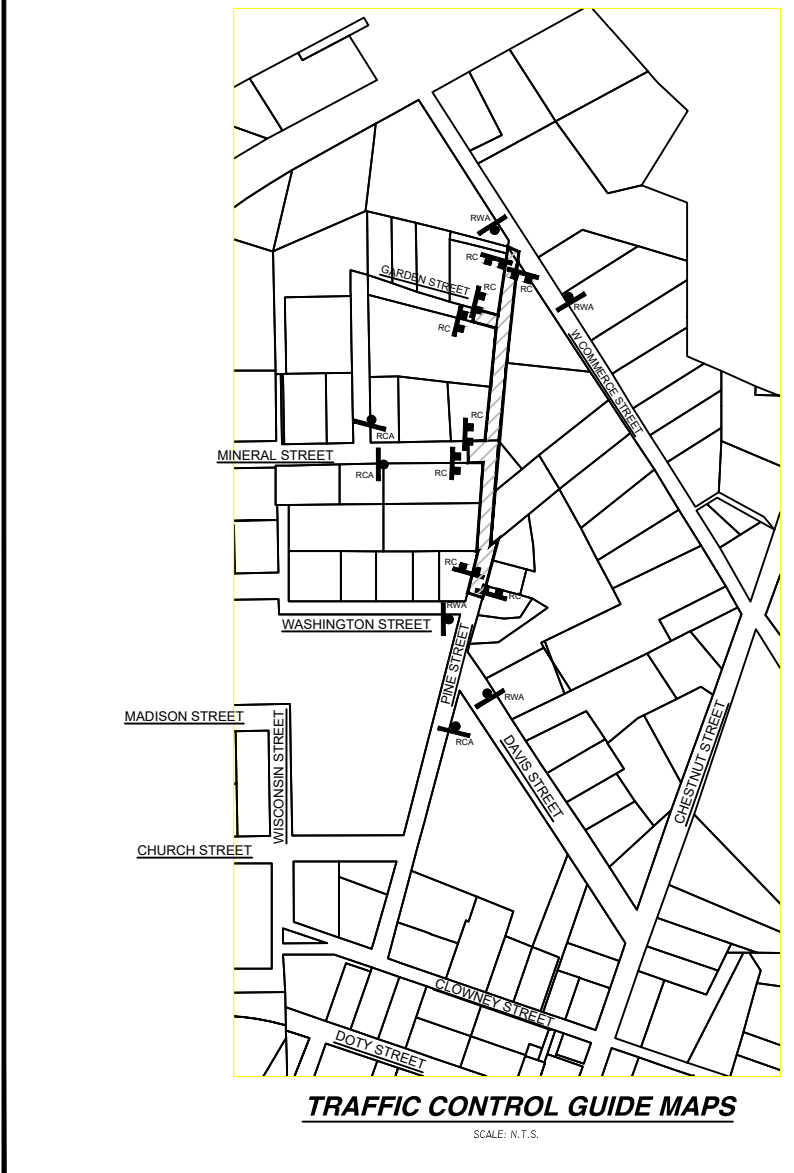 RWA
RC
RC
RC
GARDEN STREET
RWA
RC
W COMMERCE STREET
RC
RCA
MINERAL STREET
RCA
RC
RC
RC
RWA
WASHINGTON STREET
PINE STREET
RWA
MADISON STREET
WISCONSIN STREET
RCA
DAVIS STREET
CHESTNUT STREET
CHURCH STREET
CLOWNEY STREET
DOTY STREET
TRAFFIC CONTROL GUIDE MAPS
SCALE: N.T.S.